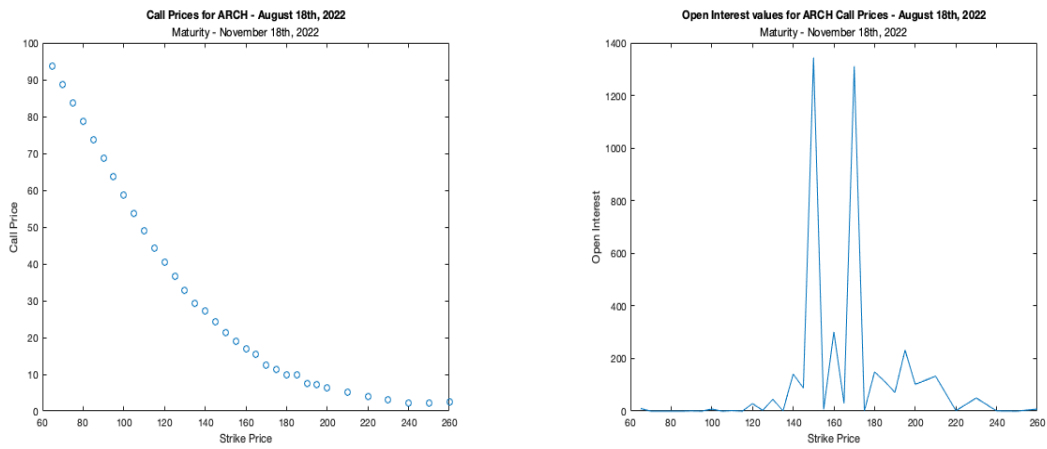 Call Prices for ARCH - August 18th, 2022
Maturity - November 18th, 2022
100
90
80
70
60
50
40
30
20
10
0
Call Price
60 80 100 120 140 160 180 200 220 240 260
Strike Price
Open Interest values for ARCH Call Prices - August 18th, 2022
Maturity - November 18th, 2022
1400
1200
1000
800
600
400
200
0
Open Interest
60 80 100 120 140 160 180 200 220 240 260
Strike Price